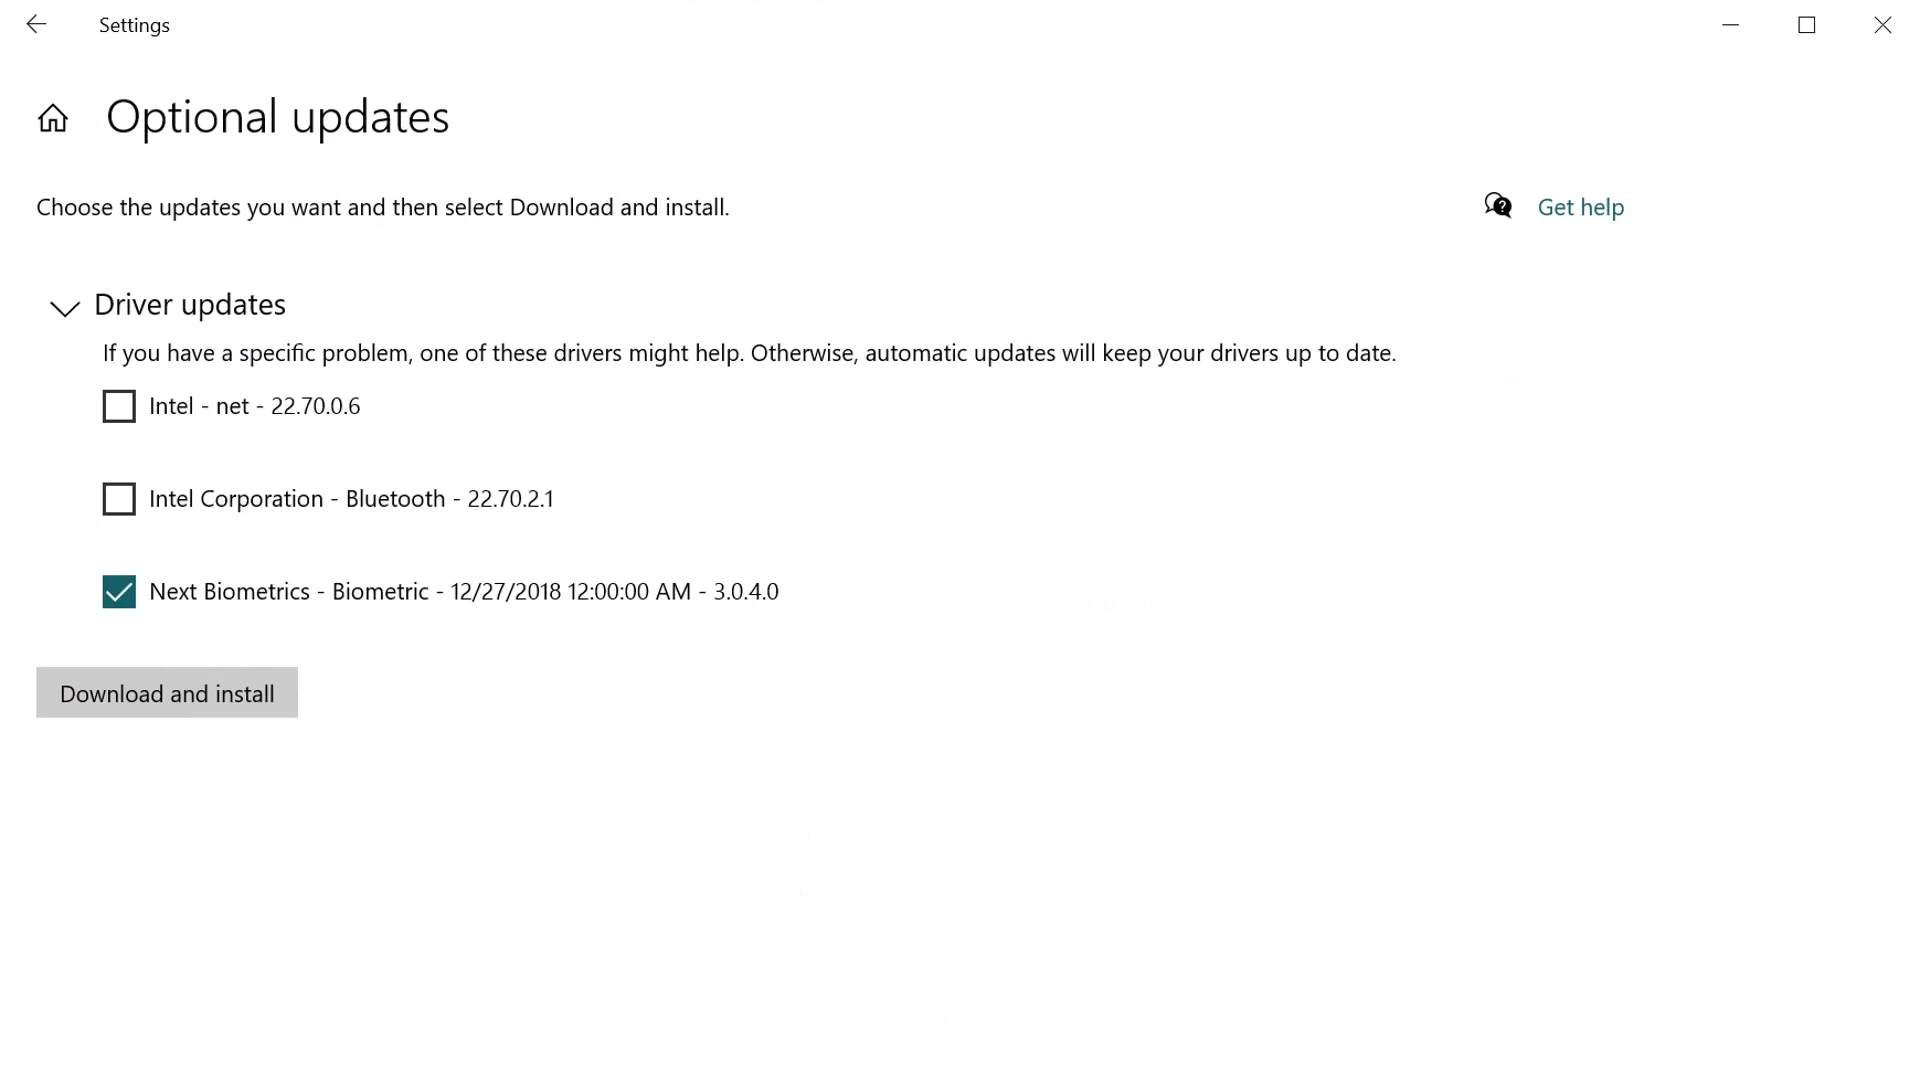 Settings
Optional updates
Choose the updates you want and then select Download and install.
Get help
Driver updates
If you have a specific problem, one of these drivers might help. Otherwise, automatic updates will keep your drivers up to date.
Intel - net - 22.70.0.6
Intel Corporation - Bluetooth - 22.70.2.1
Next Biometrics - Biometric - 12/27/2018 12:00:00 AM - 3.0.4.0
Download and install